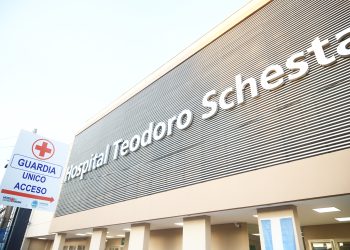 Hospital Teodoro Schesta
GUARDIA
UNICO
ACCESO